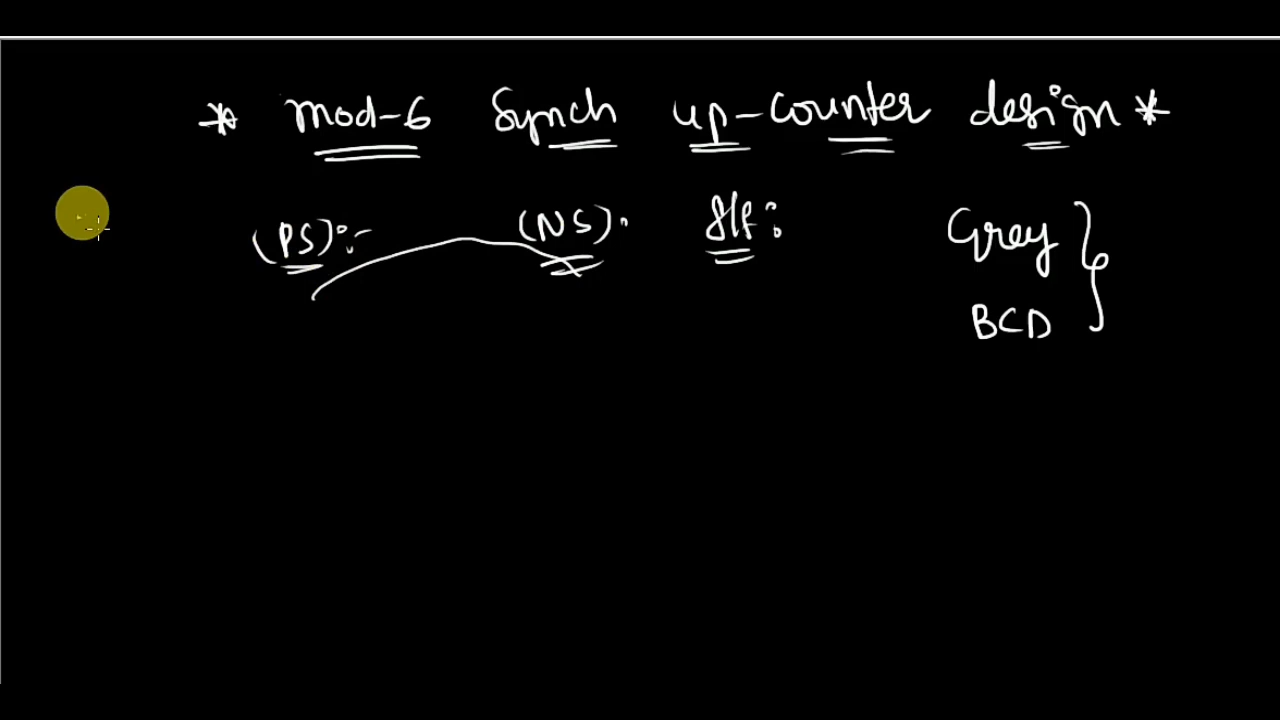 * mod-6 Synch up-counter design *
(PS):- (NS): Grey
BCD